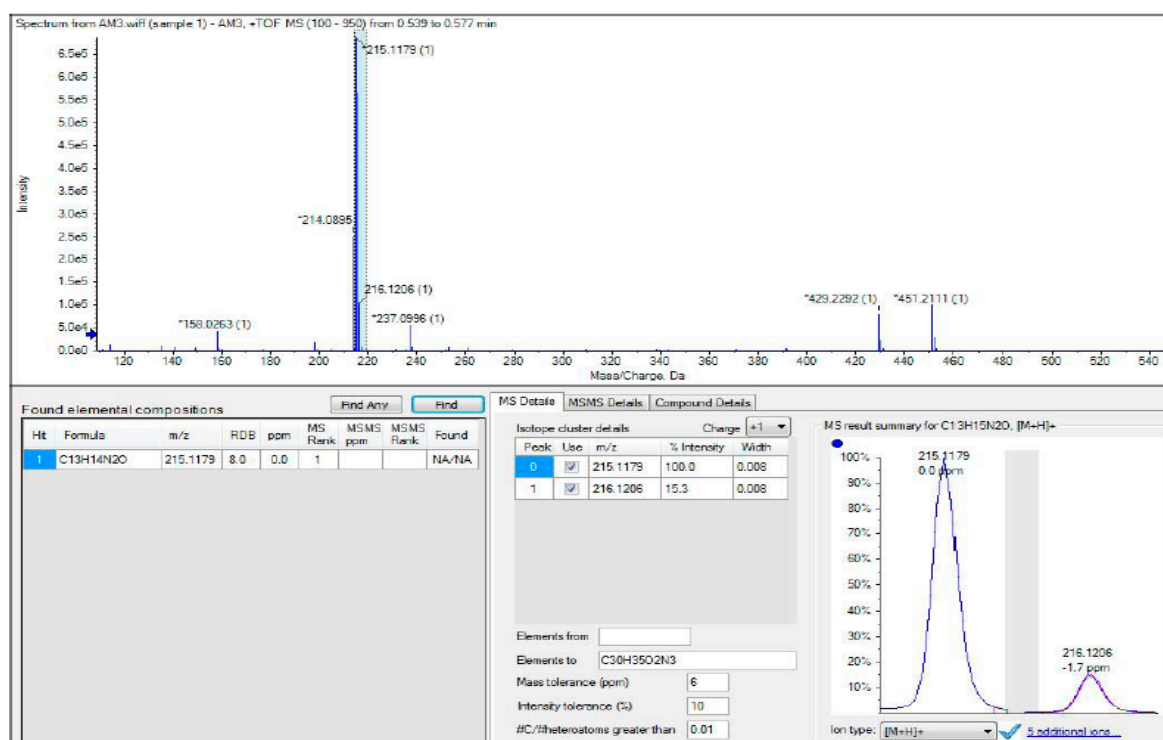 Spectrum from AM3.wiff (sample 1) - AM3, +TOF MS (100 - 950) from 0.539 to 0.577 min
Intensity
6.5e5
6.0e5
5.5e5
5.0e5
4.5e5
4.0e5
3.5e5
3.0e5
2.5e5
2.0e5
1.5e5
1.0e5
5.0e4
0.0e0
*215.1179 (1)
*214.0895
216.1206 (1)
*237.0996 (1)
*158.0263 (1)
*429.2292 (1)
*451.2111 (1)
120 140 160 180 200 220 240 260 280 300 320 340 360 380 400 420 440 460 480 500 520 540
Mass/Charge, Da
Found elemental compositions
Find Any
Find
Hit Formula m/z RDB ppm MS Rank MSMS ppm MSMS Rank Found
1 C13H14N2O 215.1179 8.0 0.0 1 NA/NA
MS Details MSMS Details Compound Details
Isotope cluster details Charge +1
Peak Use m/z % Intensity Width
0 215.1179 100.0 0.008
1 216.1206 15.3 0.008
Elements from
Elements to C30H35O2N3
Mass tolerance (ppm) 6
Intensity tolerance (%) 10
#C/#heteroatoms greater than 0.01
MS result summary for C13H15N2O, [M+H]+
100%
90%
80%
70%
60%
50%
40%
30%
20%
10%
215.1179
0.0 ppm
216.1206
-1.7 ppm
Ion type: [M+H]+ 5 additional ions...